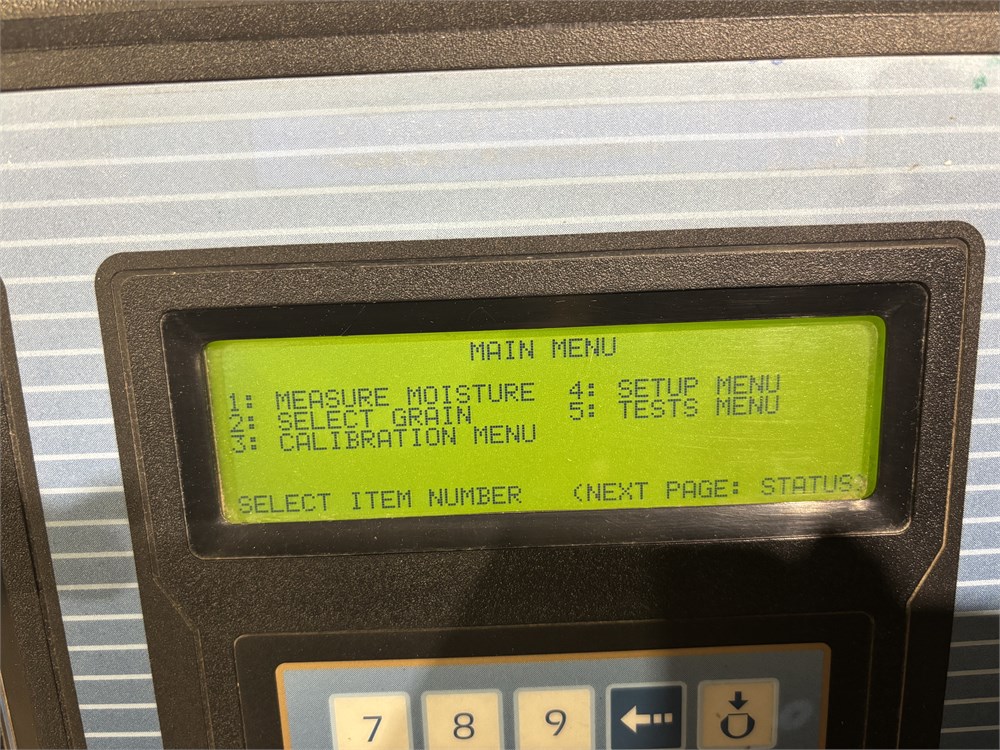 MAIN MENU
1: MEASURE MOISTURE 4: SETUP MENU
2: SELECT GRAIN 5: TESTS MENU
3: CALIBRATION MENU
SELECT ITEM NUMBER (NEXT PAGE: STATUS)
7 8 9